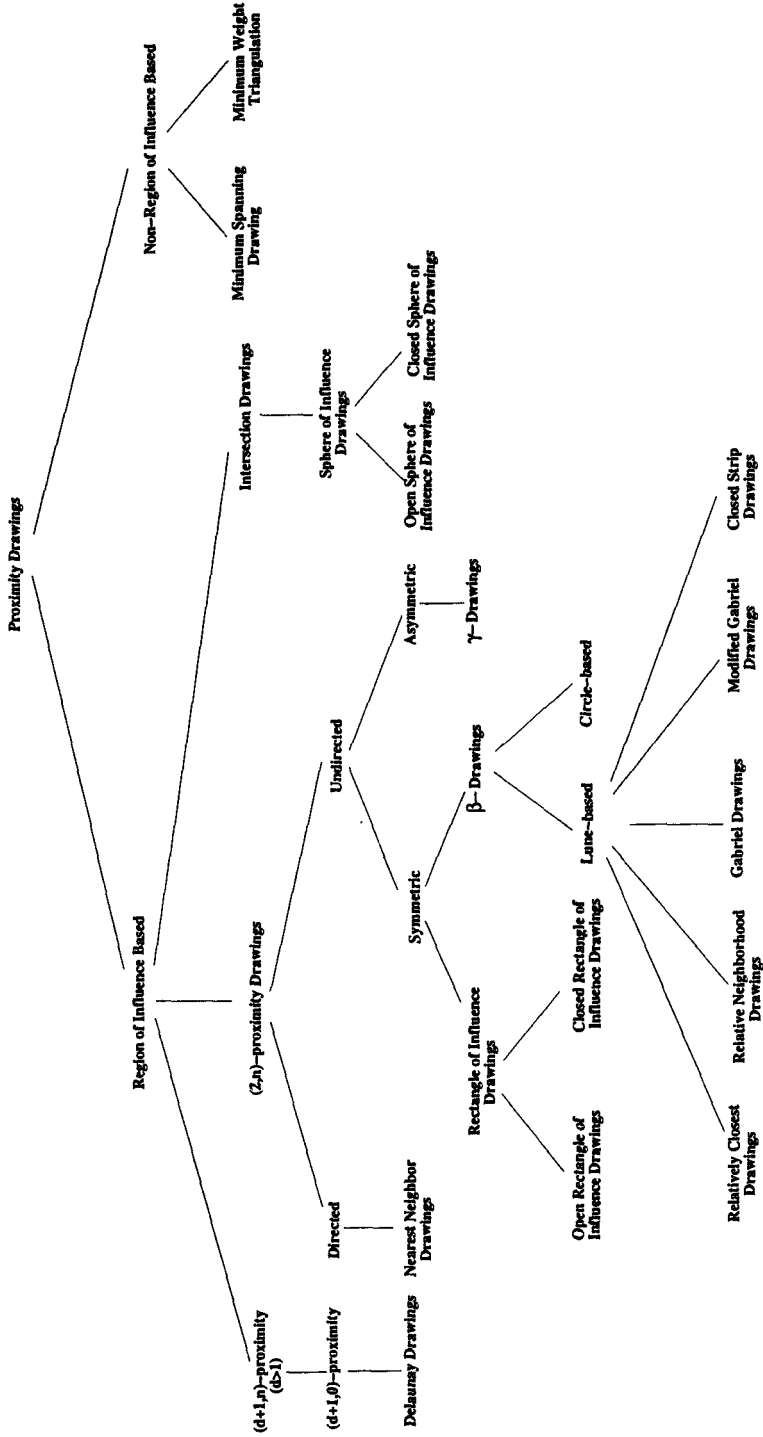 Proximity Drawings
Region of Influence Based
Non-Region of Influence Based
(d+1,n)-proximity
(d>1)
(2,n)-proximity Drawings
Intersection Drawings
Minimum Spanning
Drawing
Minimum Weight
Triangulation
(d+1,0)-proximity
Directed
Undirected
Sphere of Influence
Drawings
Delaunay Drawings
Nearest Neighbor
Drawings
Symmetric
Asymmetric
Open Sphere of
Influence Drawings
Closed Sphere of
Influence Drawings
Rectangle of Influence
Drawings
β-Drawings
γ-Drawings
Open Rectangle of
Influence Drawings
Closed Rectangle of
Influence Drawings
Lune-based
Circle-based
Relatively Closest
Drawings
Relative Neighborhood
Drawings
Gabriel Drawings
Modified Gabriel
Drawings
Closed Strip
Drawings